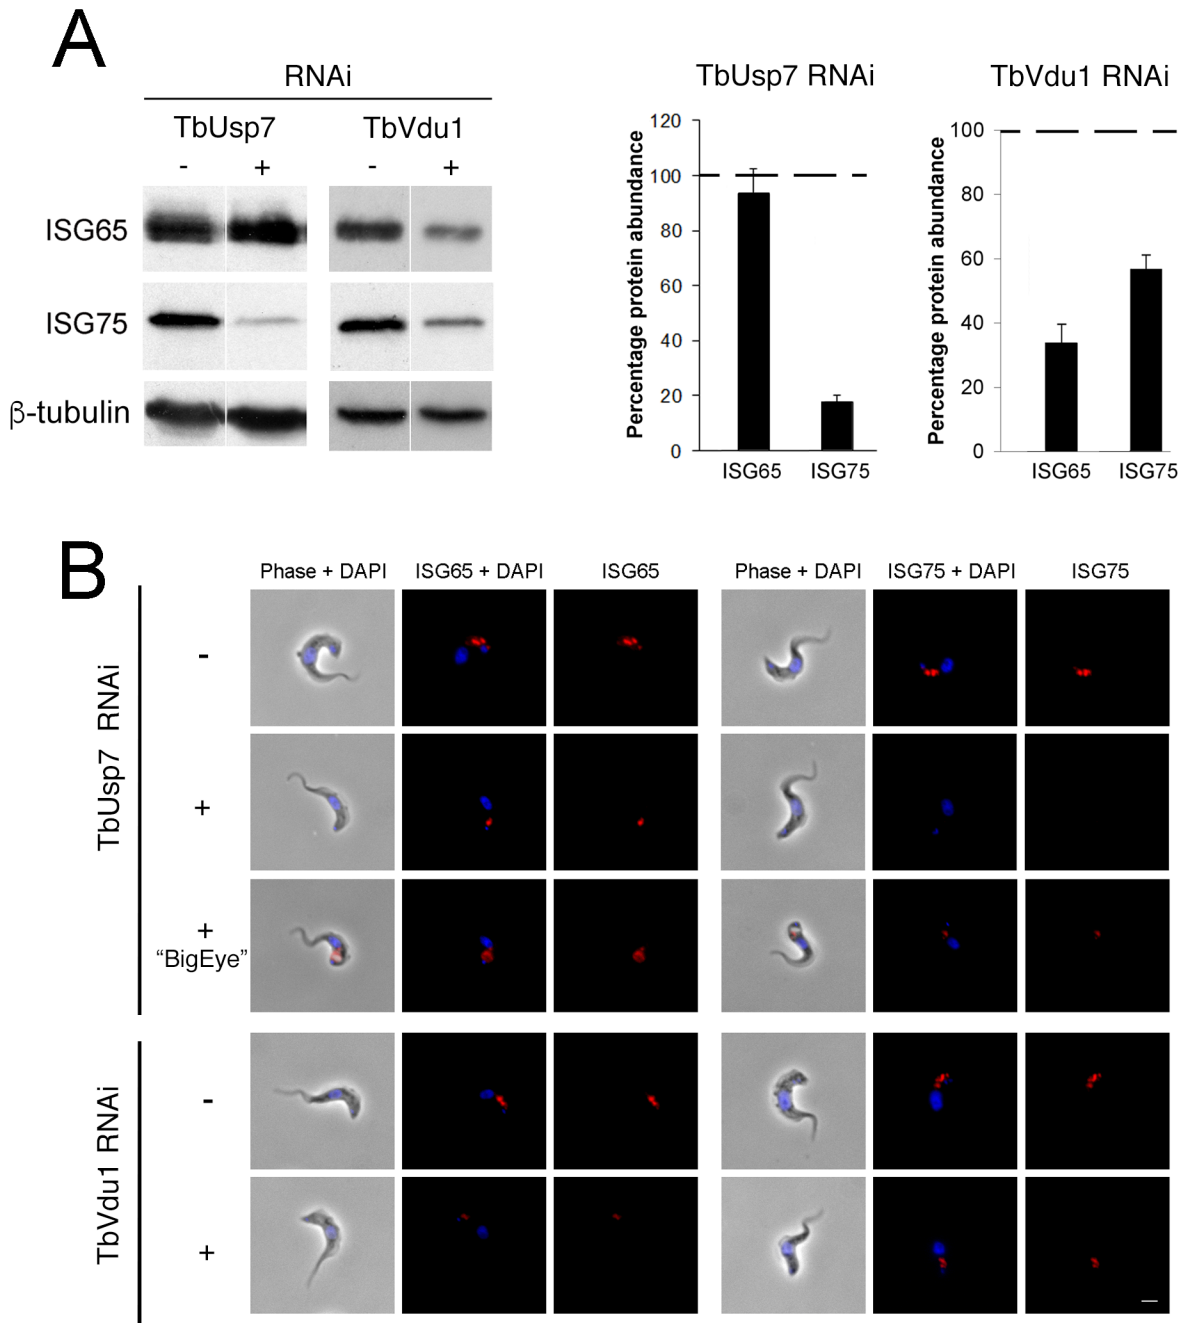 A
RNAi
TbUsp7 TbVdu1
- + - +
ISG65
ISG75
β-tubulin
TbUsp7 RNAi
Percentage protein abundance
120
100
80
60
40
20
0
ISG65 ISG75
TbVdu1 RNAi
Percentage protein abundance
100
80
60
40
20
0
ISG65 ISG75
B
Phase + DAPI ISG65 + DAPI ISG65 Phase + DAPI ISG75 + DAPI ISG75
TbUsp7 RNAi
-
+
+
“BigEye”
TbVdu1 RNAi
-
+